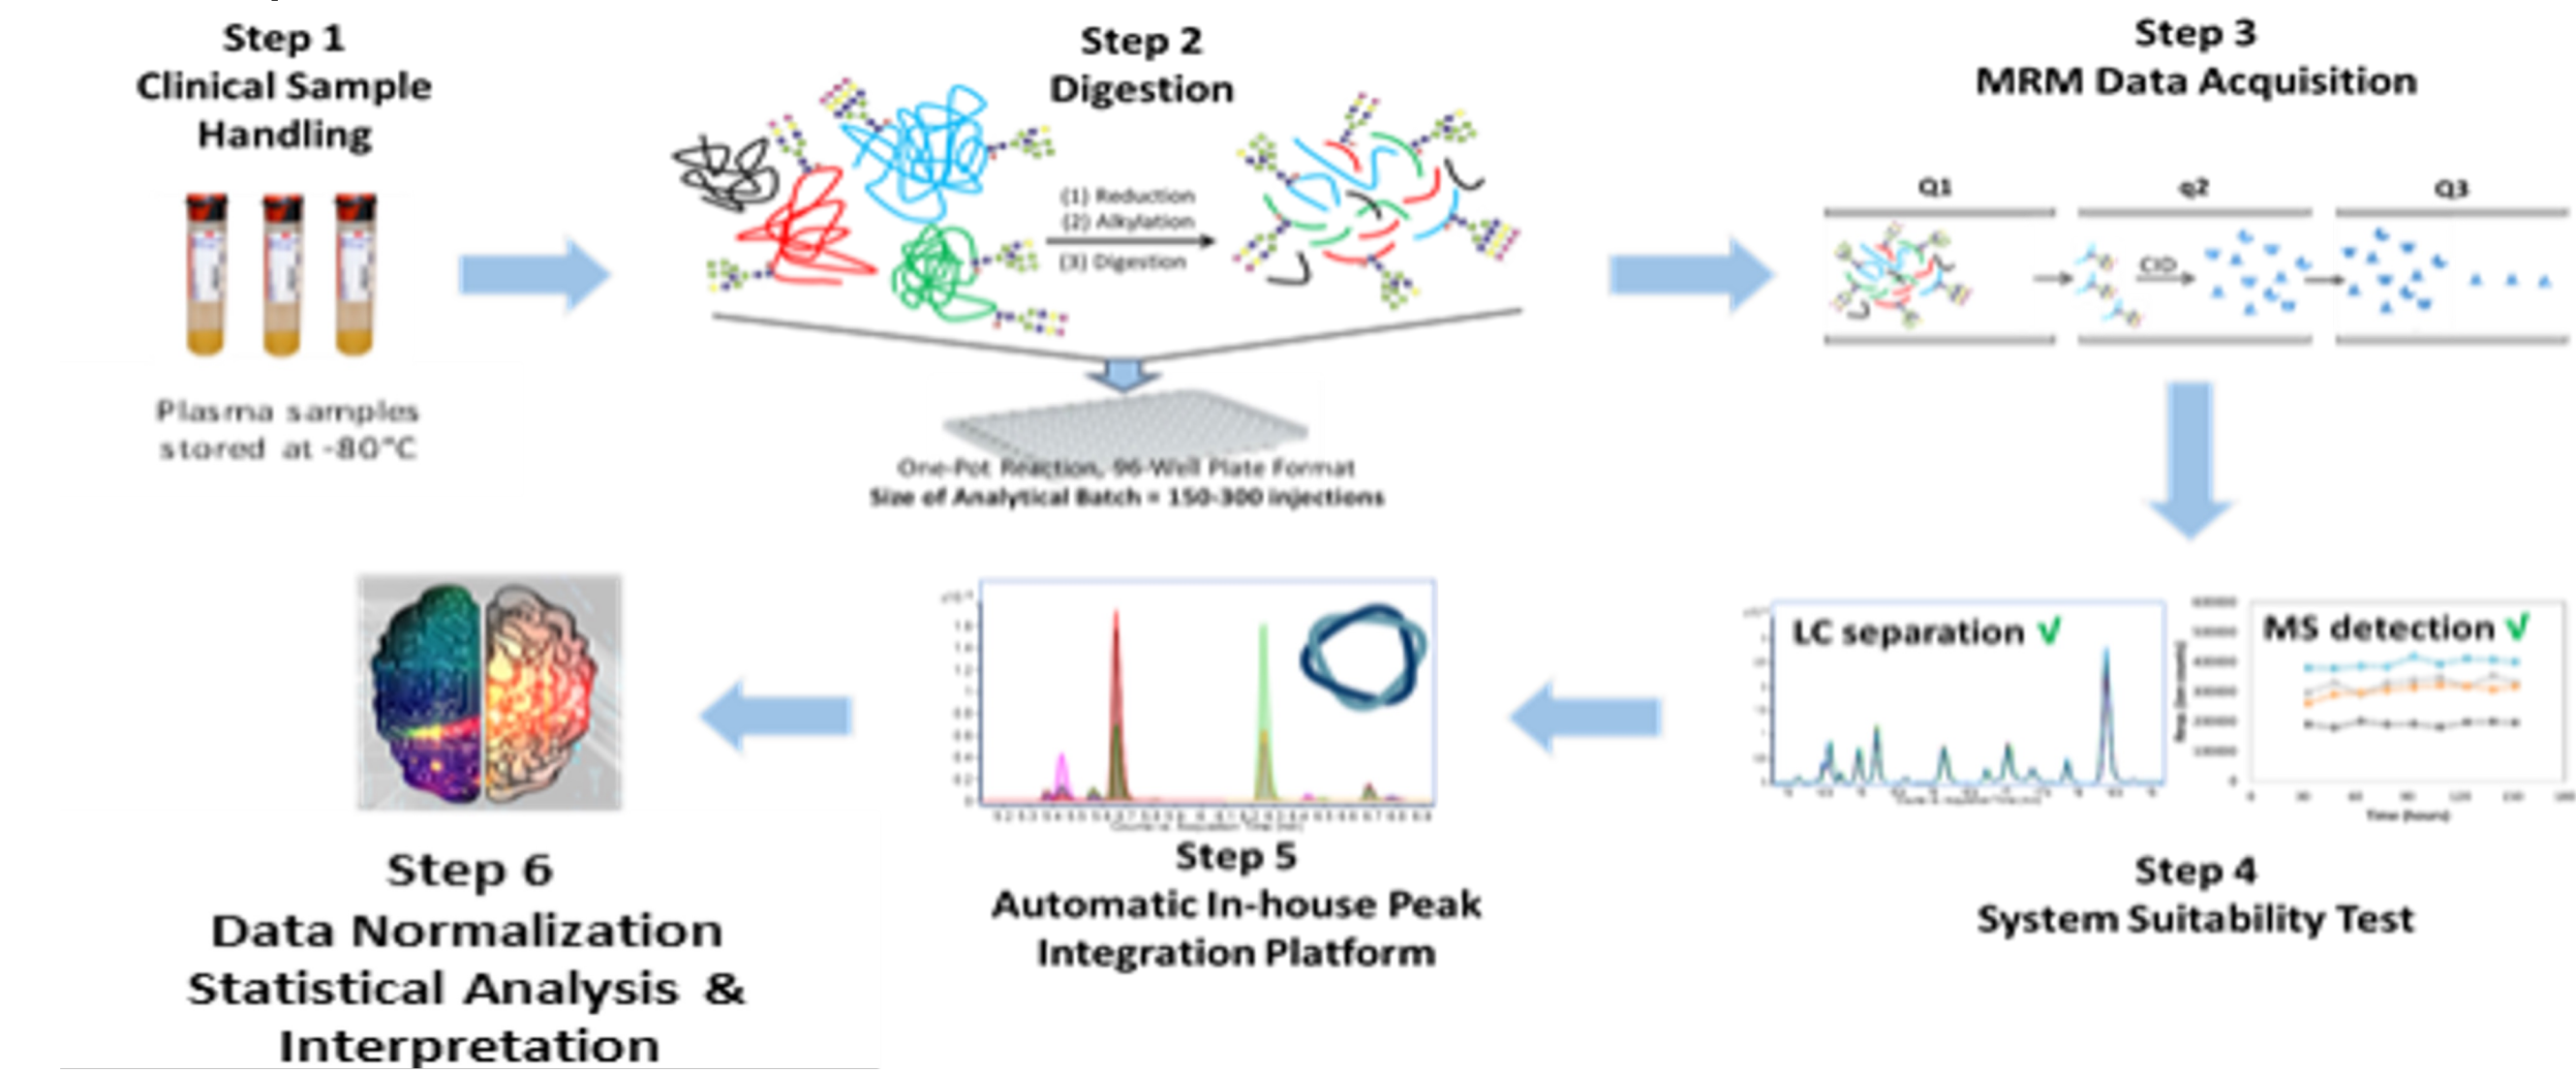 Step 1
Clinical Sample
Handling
Plasma samples
stored at -80°C
Step 2
Digestion
(1) Reduction
(2) Alkylation
(3) Digestion
One-Pot Reaction, 96-Well Plate Format
Size of Analytical Batch = 150-300 injections
Step 3
MRM Data Acquisition
Q1
q2
Q3
CID
LC separation √
MS detection √
Time (hours)
Step 4
System Suitability Test
Step 5
Automatic In-house Peak
Integration Platform
Step 6
Data Normalization
Statistical Analysis &
Interpretation